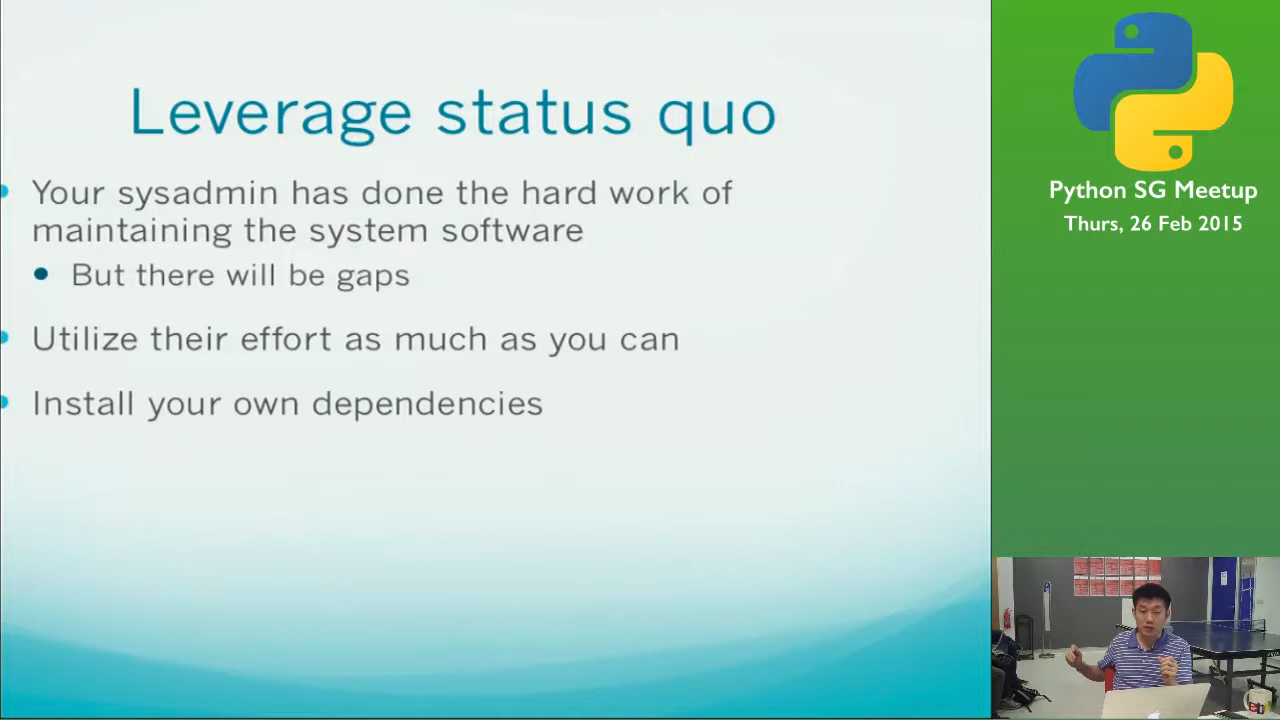 Leverage status quo
Your sysadmin has done the hard work of
maintaining the system software
But there will be gaps
Utilize their effort as much as you can
Install your own dependencies
Python SG Meetup
Thurs, 26 Feb 2015